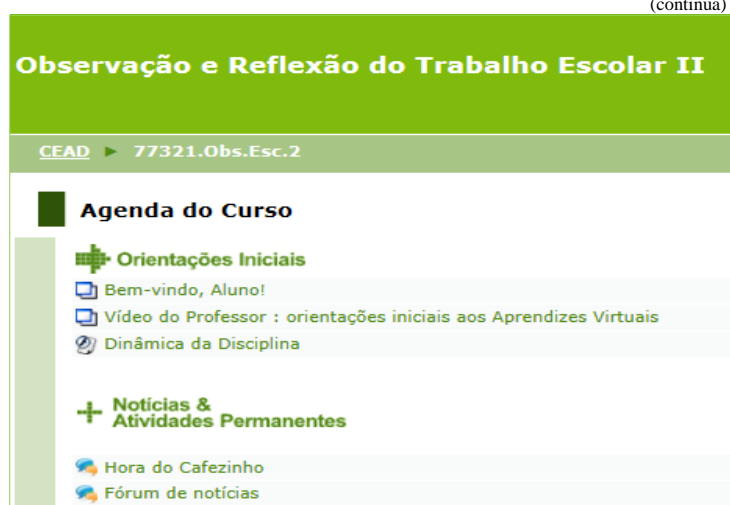 (continua)
Observação e Reflexão do Trabalho Escolar II
CEAD ► 77321.Obs.Esc.2
Agenda do Curso
Orientações Iniciais
Bem-vindo, Aluno!
Vídeo do Professor : orientações iniciais aos Aprendizes Virtuais
Dinâmica da Disciplina
Notícias &
Atividades Permanentes
Hora do Cafezinho
Fórum de notícias